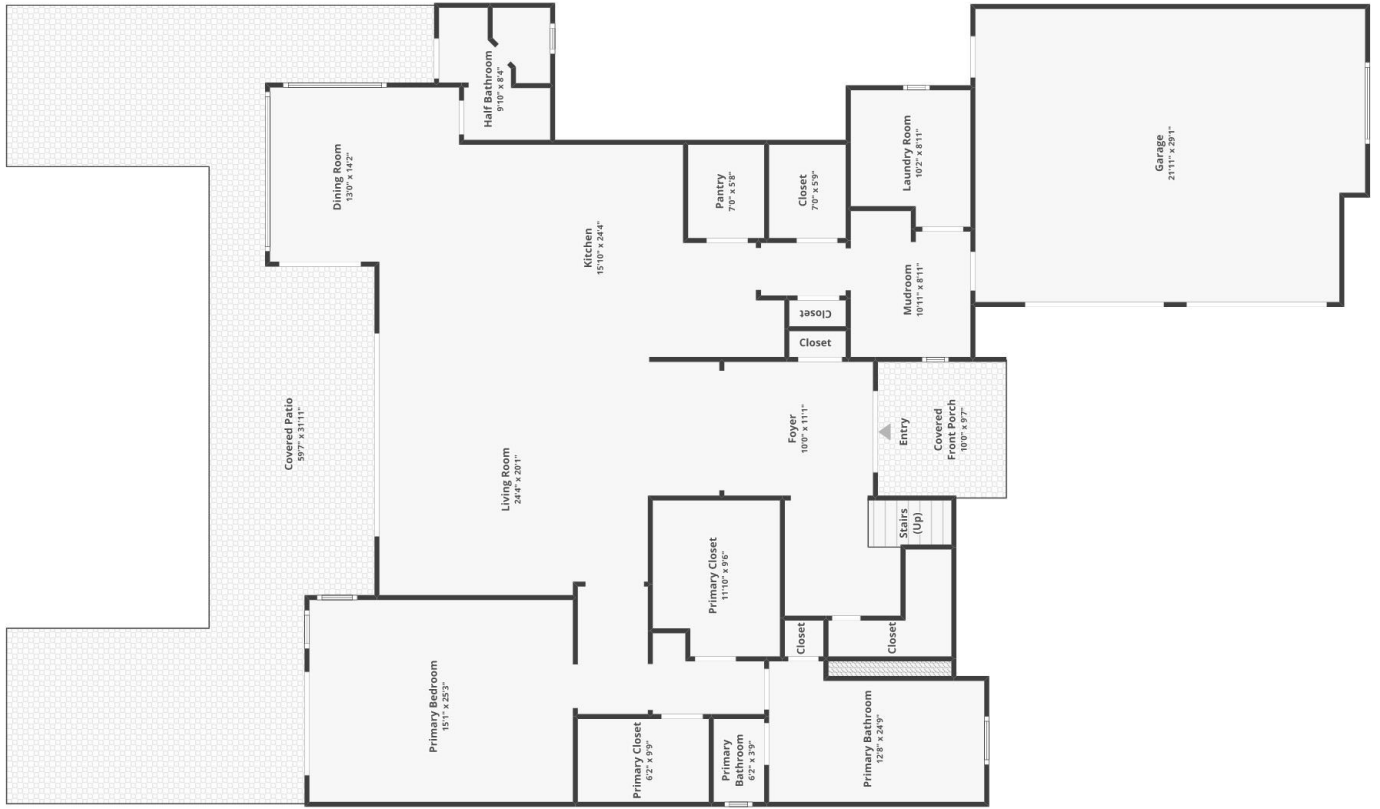 Half Bathroom
9'10" x 8'4"
Dining Room
13'0" x 14'2"
Kitchen
15'10" x 24'4"
Pantry
7'0" x 5'8"
Closet
7'0" x 5'9"
Laundry Room
10'2" x 8'11"
Garage
21'11" x 29'1"
Mudroom
10'11" x 8'11"
Closet
Closet
Covered Patio
59'7" x 31'11"
Living Room
24'4" x 20'1"
Foyer
10'0" x 11'1"
Entry
Covered
Front Porch
10'0" x 9'7"
Stairs
(Up)
Primary Closet
11'10" x 9'6"
Closet
Closet
Primary Bedroom
15'1" x 25'3"
Primary Closet
6'2" x 9'9"
Primary
Bathroom
6'2" x 3'9"
Primary Bathroom
12'8" x 24'9"